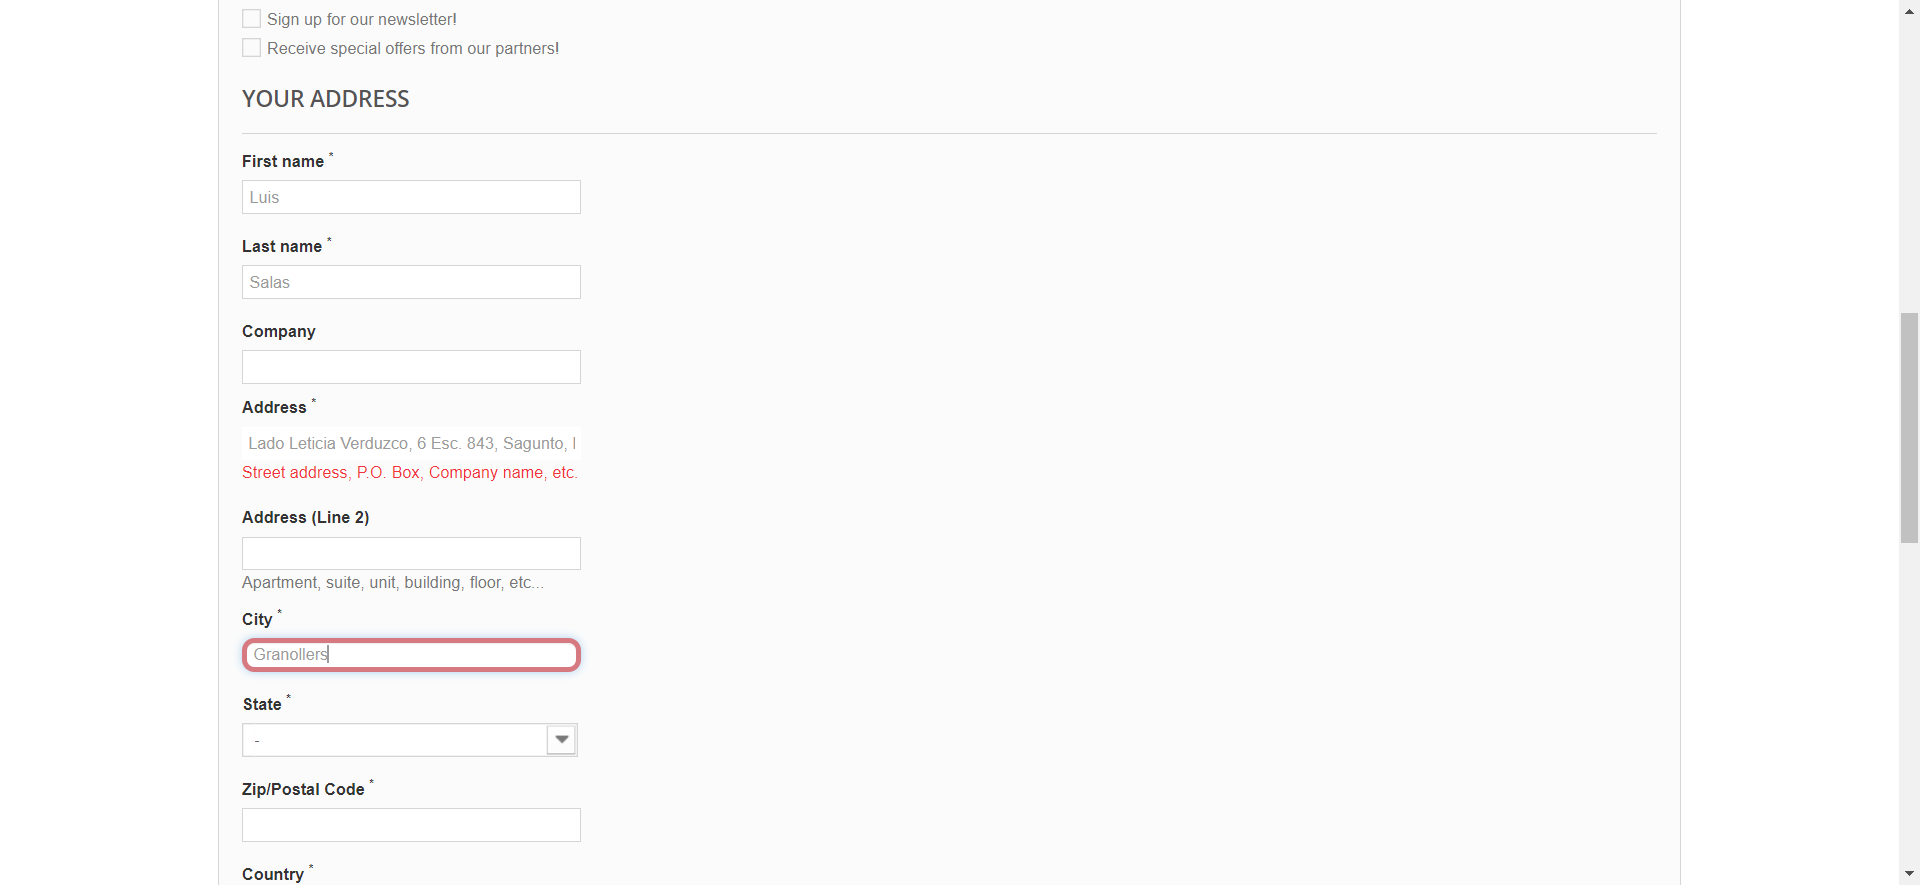 Sign up for our newsletter!
Receive special offers from our partners!
YOUR ADDRESS
First name *
Luis
Last name *
Salas
Company
Address *
Lado Leticia Verduzco, 6 Esc. 843, Sagunto,
Street address, P.O. Box, Company name, etc.
Address (Line 2)
Apartment, suite, unit, building, floor, etc...
City *
Granollers
State *
-
Zip/Postal Code *
Country *